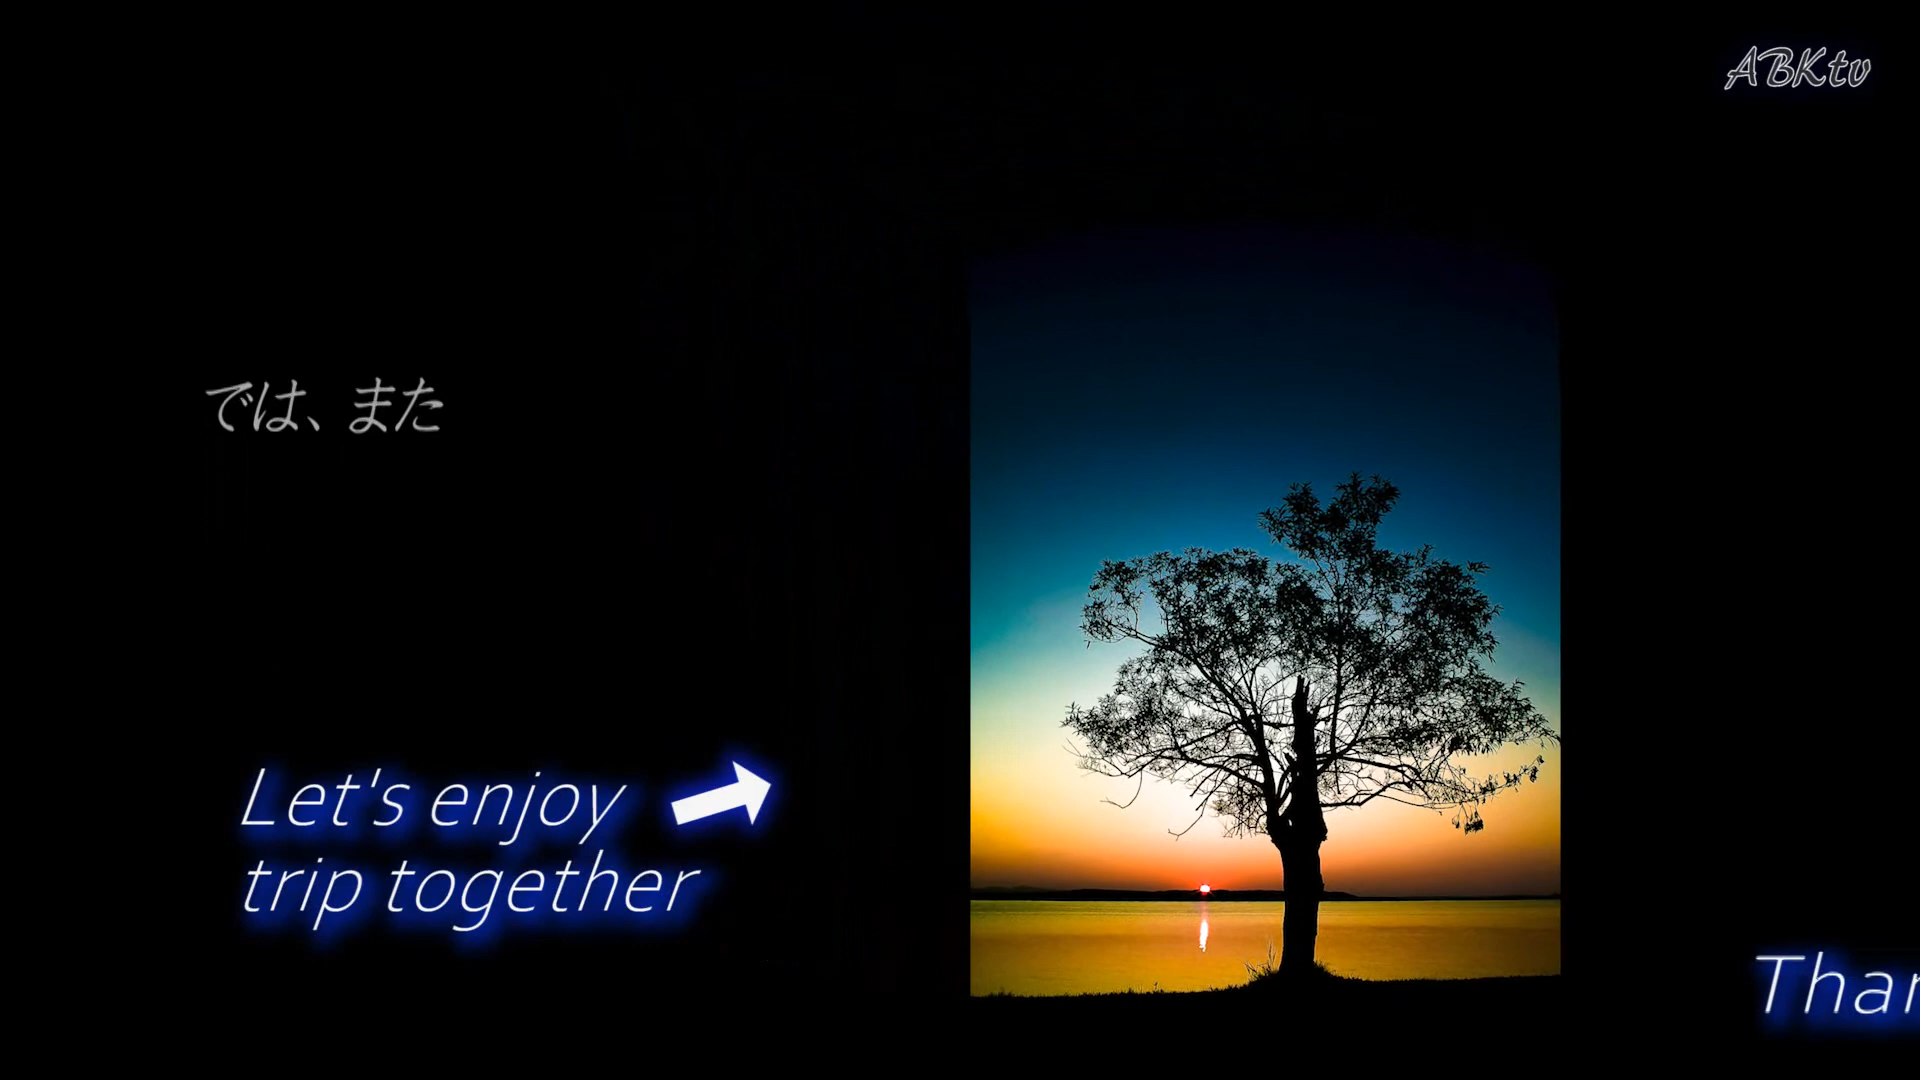 ABKtv
では、また
Let's enjoy
trip together